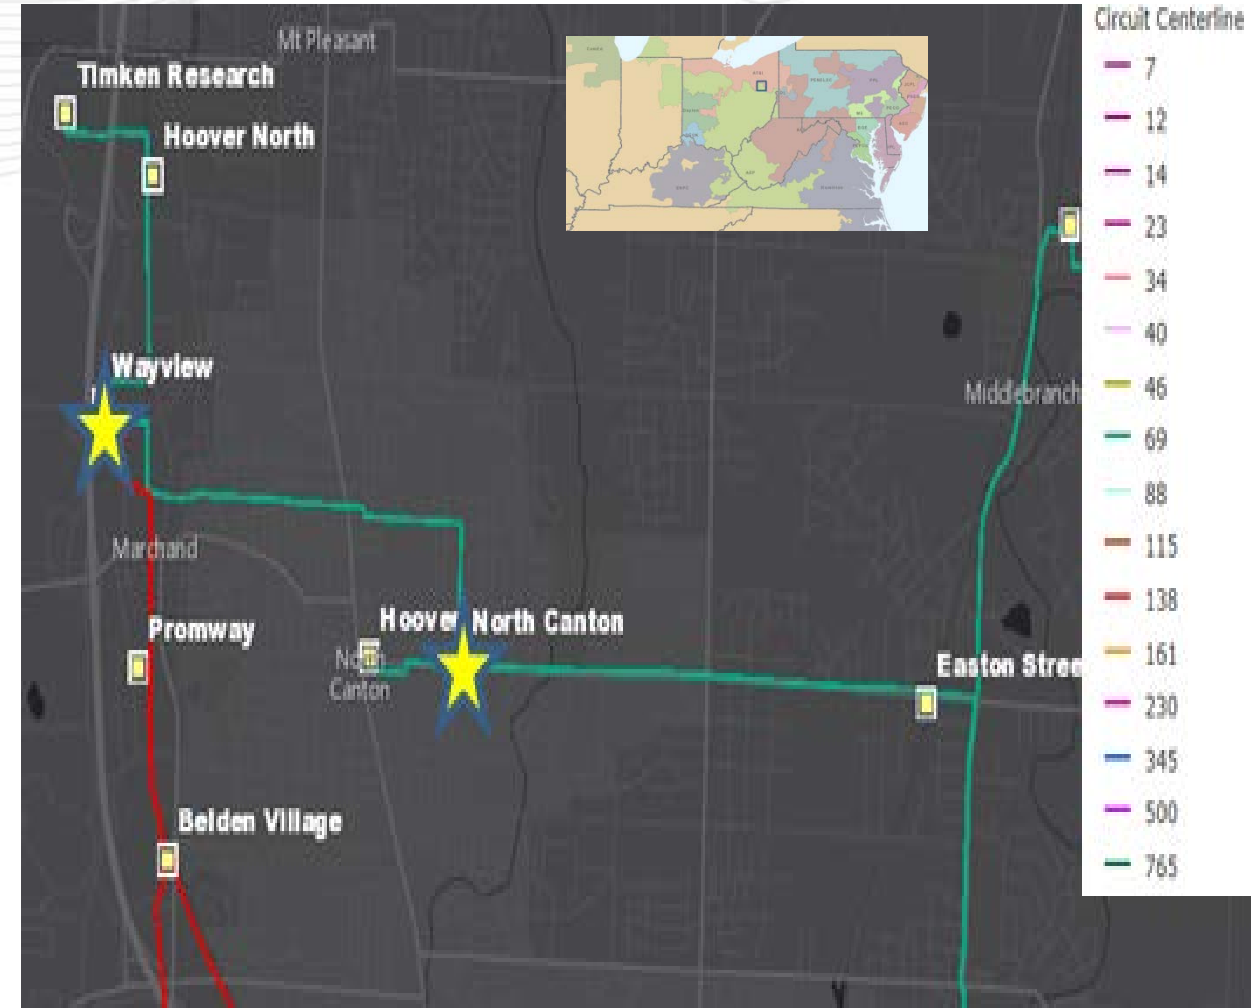 Mt Pleasant
Timken Research
Hoover North
Wayview
Middlebranch
Marchand
Promway
Hoover
North Canton
North
Canton
Easton Stree
Belden Village
Circuit Centerline
7
12
14
23
34
40
46
69
88
115
138
161
230
345
500
765